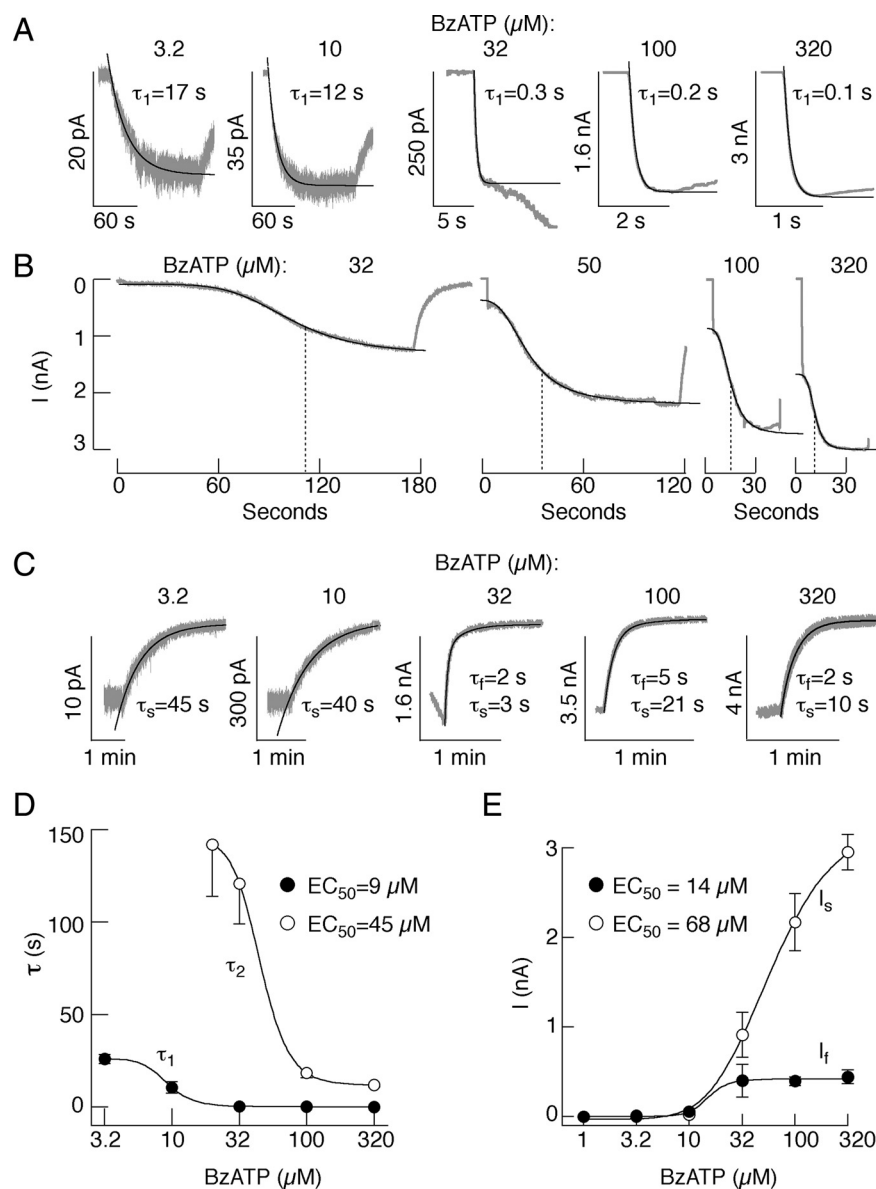 A
BzATP (µM):
3.2 10 32 100 320
τ1=17 s τ1=12 s τ1=0.3 s τ1=0.2 s τ1=0.1 s
20 pA 35 pA 250 pA 1.6 nA 3 nA
60 s 60 s 5 s 2 s 1 s
B
BzATP (µM): 32 50 100 320
0
1
2
3
I (nA)
0 60 120 180 0 60 120 0 30 0 30
Seconds Seconds Seconds Seconds
C
BzATP (µM):
3.2 10 32 100 320
10 pA 300 pA 1.6 nA 3.5 nA 4 nA
τf=2 s τf=5 s τf=2 s
τs=45 s τs=40 s τs=3 s τs=21 s τs=10 s
1 min 1 min 1 min 1 min 1 min
D
150
100
50
0
τ (s)
EC50=9 µM
EC50=45 µM
τ2
τ1
3.2 10 32 100 320
BzATP (µM)
E
3
2
1
0
I (nA)
EC50 = 14 µM
EC50 = 68 µM
Is
If
1 3.2 10 32 100 320
BzATP (µM)